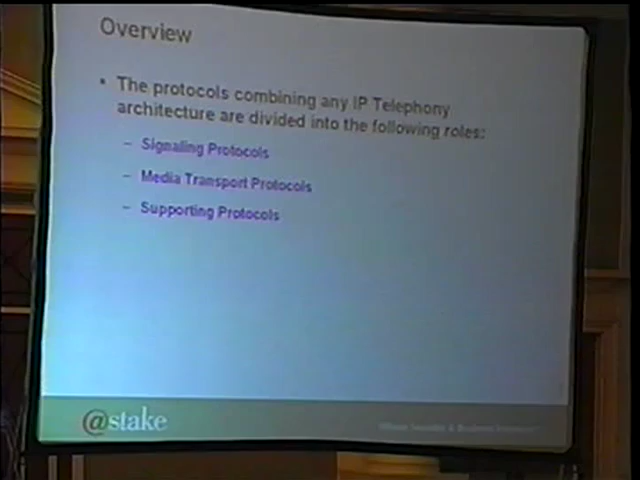 Overview
• The protocols combining any IP Telephony
architecture are divided into the following roles:
– Signaling Protocols
– Media Transport Protocols
– Supporting Protocols
@stake